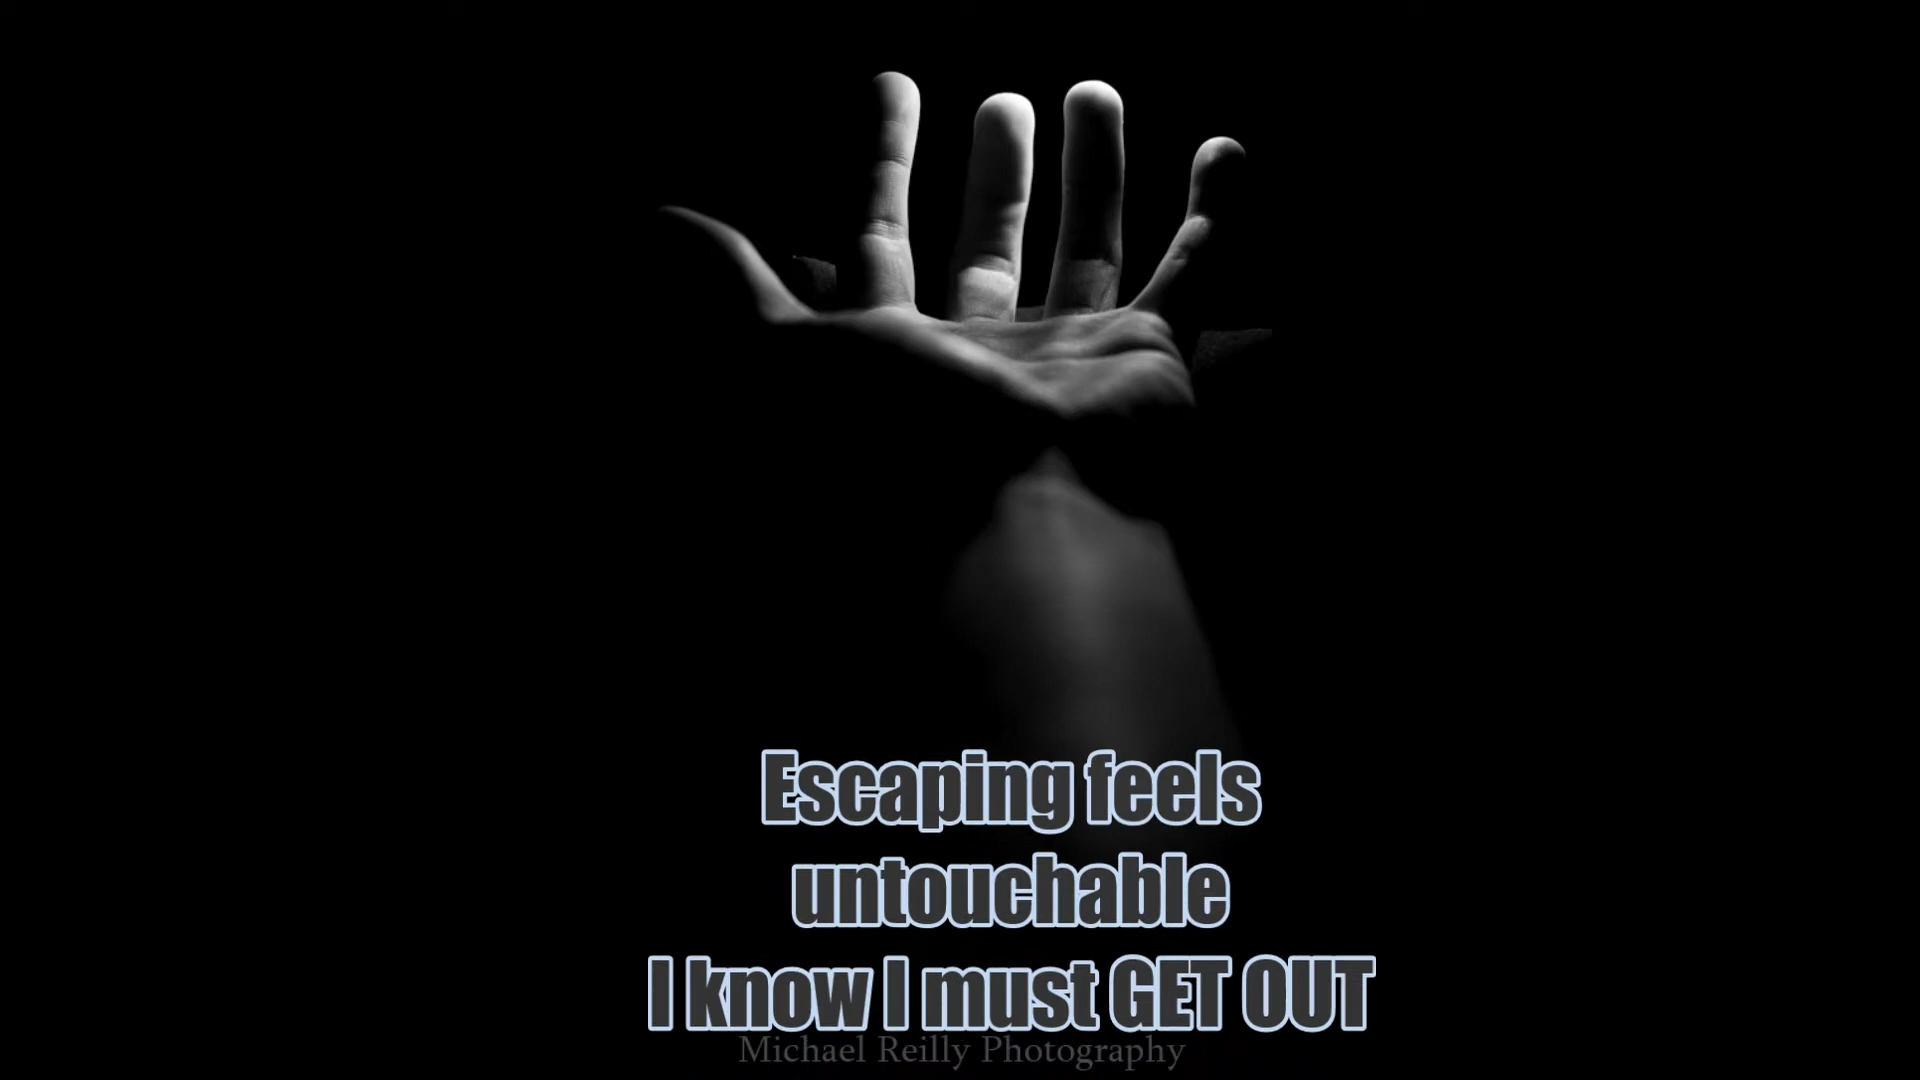 Escaping feels
untouchable
I know I must GET OUT
Michael Reilly Photography